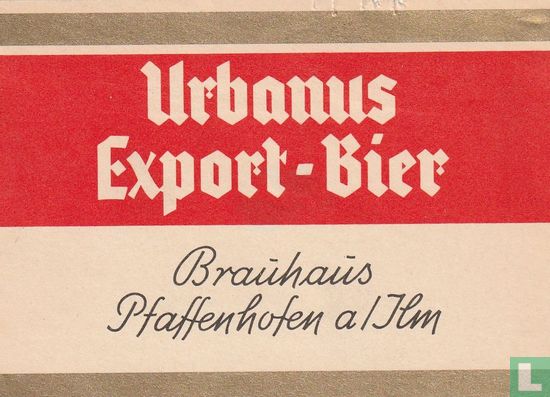 Urbanus
Export-Bier
Brauhaus
Pfaffenhofen a/Ilm
L